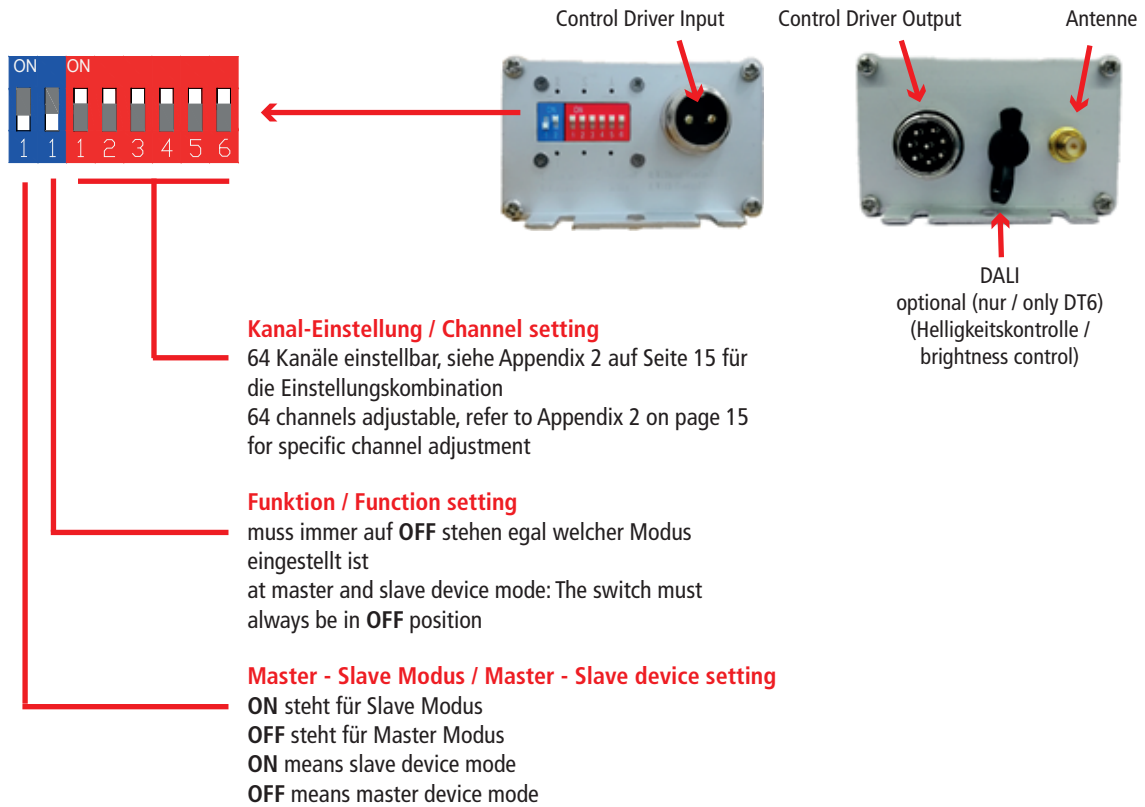 Control Driver Input
Control Driver Output
Antenne
ON ON
1 1 1 2 3 4 5 6
DALI
optional (nur / only DT6)
(Helligkeitskontrolle /
brightness control)
Kanal-Einstellung / Channel setting
64 Kanäle einstellbar, siehe Appendix 2 auf Seite 15 für
die Einstellungskombination
64 channels adjustable, refer to Appendix 2 on page 15
for specific channel adjustment
Funktion / Function setting
muss immer auf OFF stehen egal welcher Modus
eingestellt ist
at master and slave device mode: The switch must
always be in OFF position
Master - Slave Modus / Master - Slave device setting
ON steht für Slave Modus
OFF steht für Master Modus
ON means slave device mode
OFF means master device mode